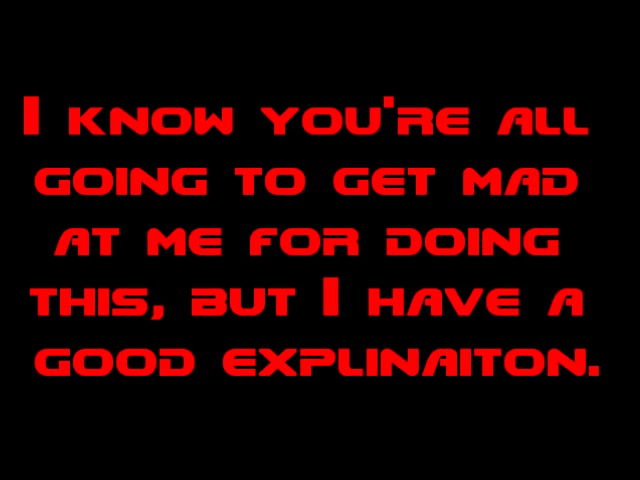 I know you're all
going to get mad
at me for doing
this, but I have a
good explinaiton.